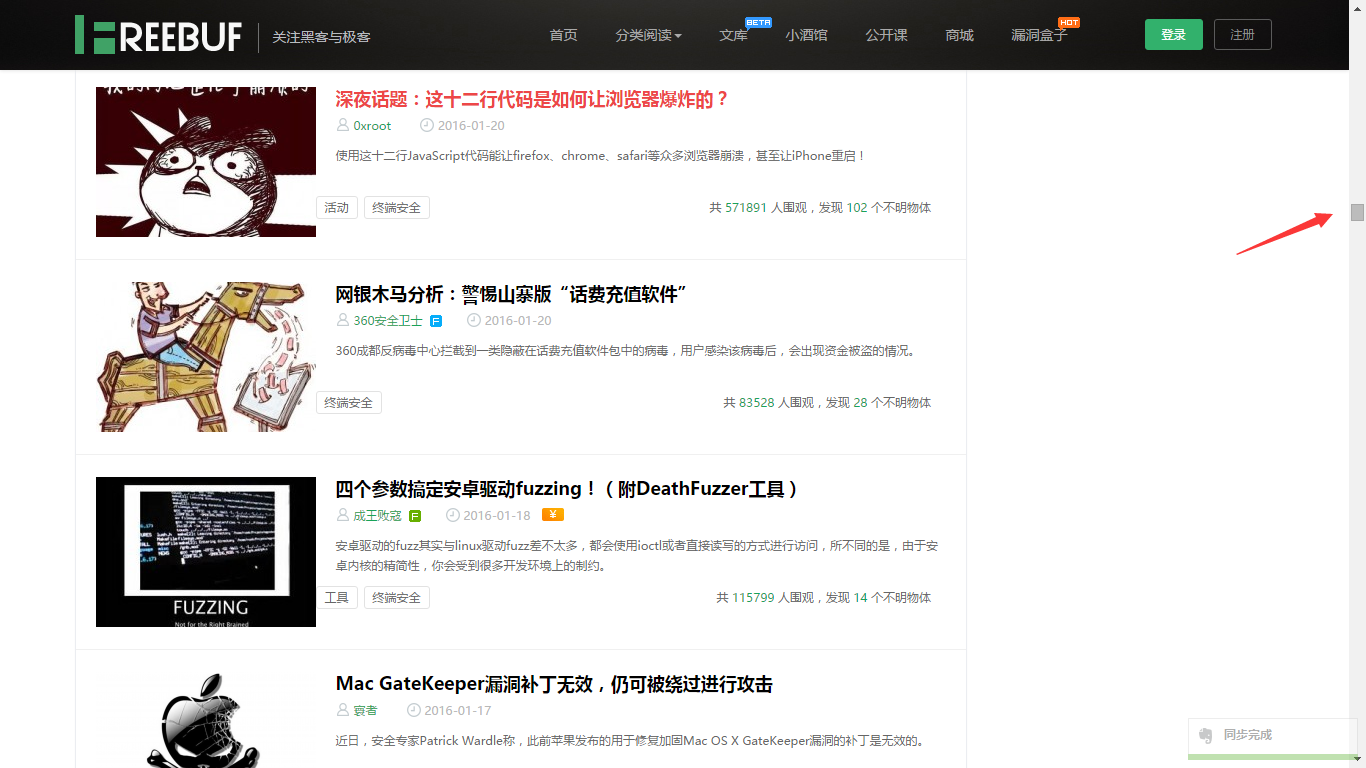 FREEBUF 关注黑客与极客 首页 分类阅读 文库 BETA 小酒馆 公开课 商城 漏洞盒子 HOT 登录 注册
深夜话题：这十二行代码是如何让浏览器爆炸的？
0xroot 2016-01-20
使用这十二行JavaScript代码能让firefox、chrome、safari等众多浏览器崩溃，甚至让iPhone重启！
活动 终端安全 共 571891 人围观，发现 102 个不明物体
网银木马分析：警惕山寨版“话费充值软件”
360安全卫士 F 2016-01-20
360成都反病毒中心拦截到一类隐蔽在话费充值软件包中的病毒，用户感染该病毒后，会出现资金被盗的情况。
终端安全 共 83528 人围观，发现 28 个不明物体
四个参数搞定安卓驱动fuzzing！（附DeathFuzzer工具）
成王败寇 F 2016-01-18 ¥
安卓驱动的fuzz其实与linux驱动fuzz差不太多，都会使用ioctl或者直接读写的方式进行访问，所不同的是，由于安
卓内核的精简性，你会受到很多开发环境上的制约。
FUZZING
Not for the Right Brained
工具 终端安全 共 115799 人围观，发现 14 个不明物体
Mac GateKeeper漏洞补丁无效，仍可被绕过进行攻击
2016-01-17
近日，安全专家Patrick Wardle称，此前苹果发布的用于修复加固Mac OS X GateKeeper漏洞的补丁是无效的。
同步完成